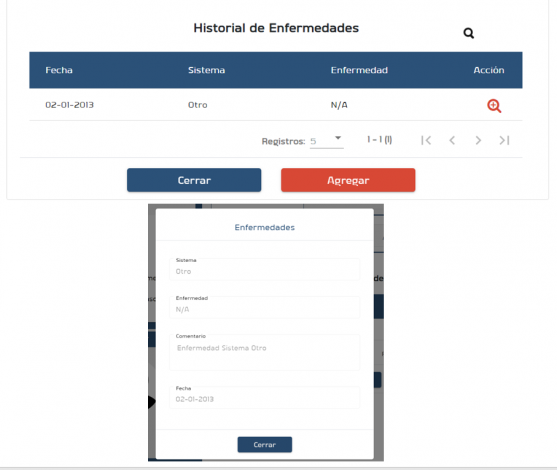 Historial de Enfermedades
Fecha Sistema Enfermedad Acción
02-01-2013 Otro N/A
Registros: 5 1 - 1 (1)
Cerrar Agregar
Enfermedades
Sistema
Otro
Enfermedad
N/A
Comentario
Enfermedad Sistema Otro
Fecha
02-01-2013
Cerrar